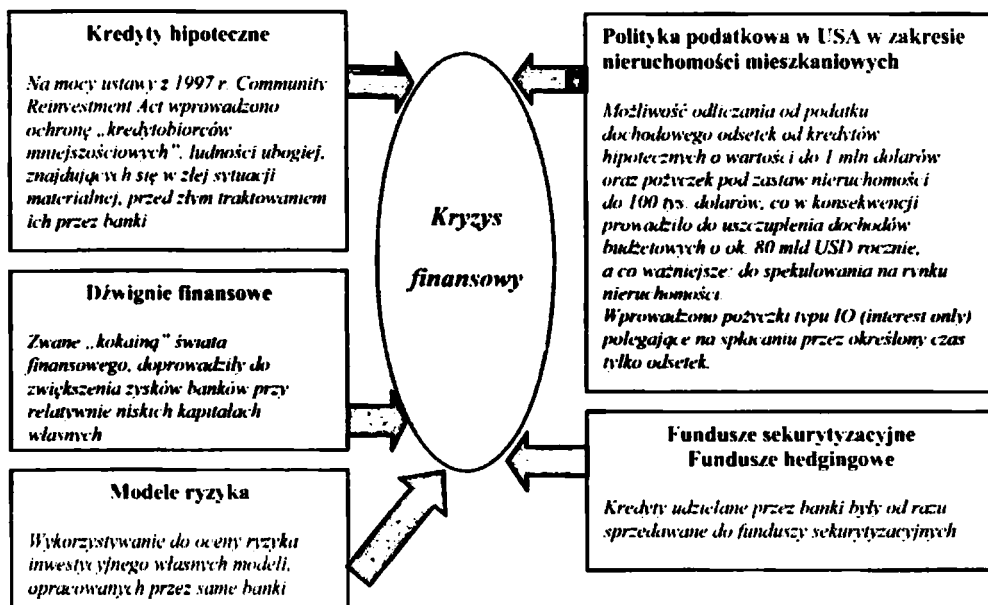 Kredyty hipoteczne
Na mocy ustawy z 1997 r. Community
Reinvestment Act wprowadzono
ochronę „kredytobiorców
mniejszościowych”, ludności ubogiej,
znajdujących się w złej sytuacji
materialnej, przed złym traktowaniem
ich przez banki
Dźwignie finansowe
Zwane „kokainą” świata
finansowego, doprowadziły do
zwiększenia zysków banków przy
relatywnie niskich kapitałach
własnych
Modele ryzyka
Wykorzystywanie do oceny ryzyka
inwestycyjnego własnych modeli,
opracowanych przez same banki
Kryzys
finansowy
Polityka podatkowa w USA w zakresie
nieruchomości mieszkaniowych
Możliwość odliczania od podatku
dochodowego odsetek od kredytów
hipotecznych o wartości do 1 mln dolarów
oraz pożyczek pod zastaw nieruchomości
do 100 tys. dolarów, co w konsekwencji
prowadziło do uszczuplenia dochodów
budżetowych o ok. 80 mld USD rocznie,
a co ważniejsze: do spekulowania na rynku
nieruchomości.
Wprowadzono pożyczki typu IO (interest only)
polegające na spłacaniu przez określony czas
tylko odsetek.
Fundusze sekurytyzacyjne
Fundusze hedgingowe
Kredyty udzielane przez banki były od razu
sprzedawane do funduszy sekurytyzacyjnych